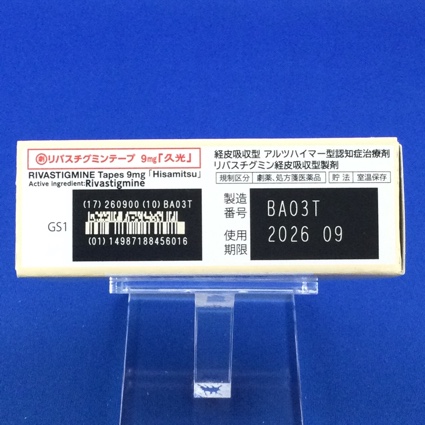 劇 リバスチグミンテープ 9mg「久光」
RIVASTIGMINE Tapes 9mg「Hisamitsu」
Active ingredient:Rivastigmine
GS1
(17) 260900 (10) BA03T
(01) 14987188456016
経皮吸収型 アルツハイマー型認知症治療剤
リバスチグミン経皮吸収型製剤
規制区分 劇薬、処方箋医薬品 貯法 室温保存
製造番号 BA03T
使用期限 2026 09